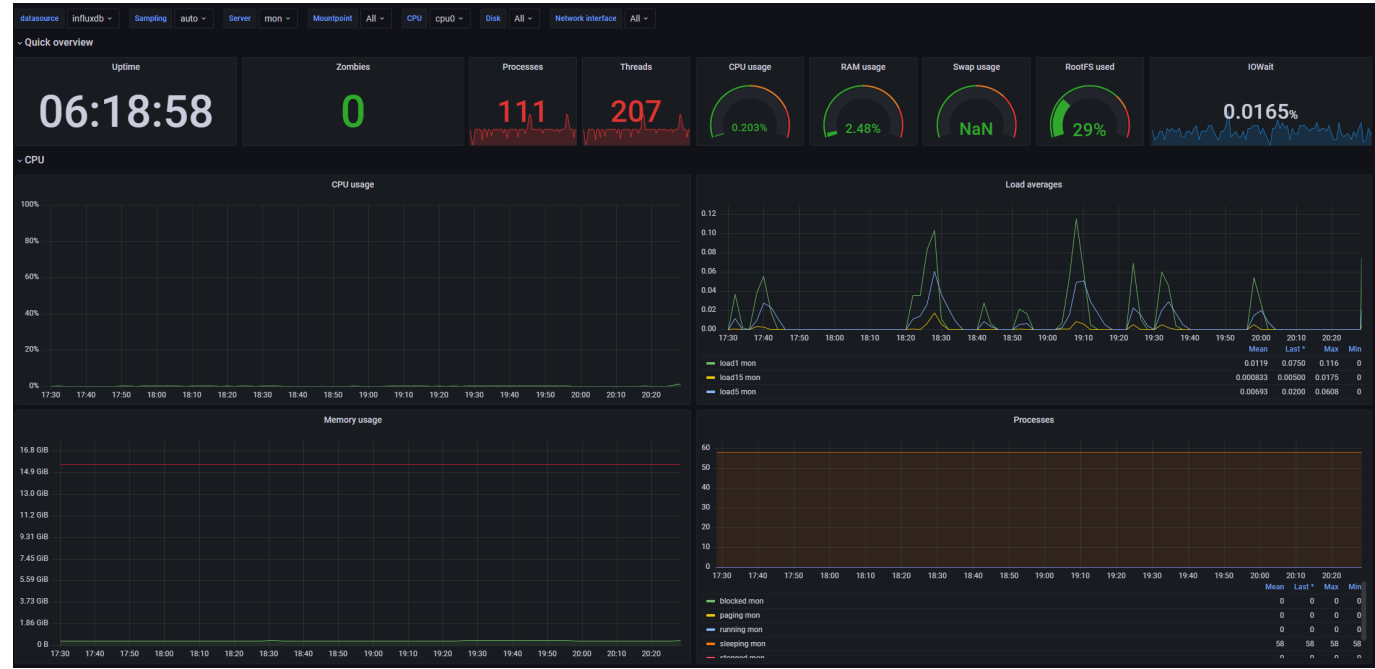 datasource influxdb Sampling auto Server mon Mountpoint All CPU cpu0 Disk All Network interface All
Quick overview
Uptime Zombies Processes Threads CPU usage RAM usage Swap usage RootFS used IOWait
06:18:58 0 111 207 0.203% 2.48% NaN 29% 0.0165%
CPU
CPU usage
100%
80%
60%
40%
20%
0%
17:30 17:40 17:50 18:00 18:10 18:20 18:30 18:40 18:50 19:00 19:10 19:20 19:30 19:40 19:50 20:00 20:10 20:20
Load averages
0.12
0.10
0.08
0.06
0.04
0.02
0.00
17:30 17:40 17:50 18:00 18:10 18:20 18:30 18:40 18:50 19:00 19:10 19:20 19:30 19:40 19:50 20:00 20:10 20:20
Mean Last * Max Min
load1 mon 0.0119 0.0750 0.116 0
load15 mon 0.000833 0.00500 0.0175 0
load5 mon 0.00693 0.0200 0.0608 0
Memory usage
16.8 GiB
14.9 GiB
13.0 GiB
11.2 GiB
9.31 GiB
7.45 GiB
5.59 GiB
3.73 GiB
1.86 GiB
0 B
17:30 17:40 17:50 18:00 18:10 18:20 18:30 18:40 18:50 19:00 19:10 19:20 19:30 19:40 19:50 20:00 20:10 20:20
Processes
60
50
40
30
20
10
0
17:30 17:40 17:50 18:00 18:10 18:20 18:30 18:40 18:50 19:00 19:10 19:20 19:30 19:40 19:50 20:00 20:10 20:20
Mean Last * Max Min
blocked mon 0 0 0 0
paging mon 0 0 0 0
running mon 0 0 0 0
sleeping mon 58 58 58 58
stopped mon 0 0 0 0